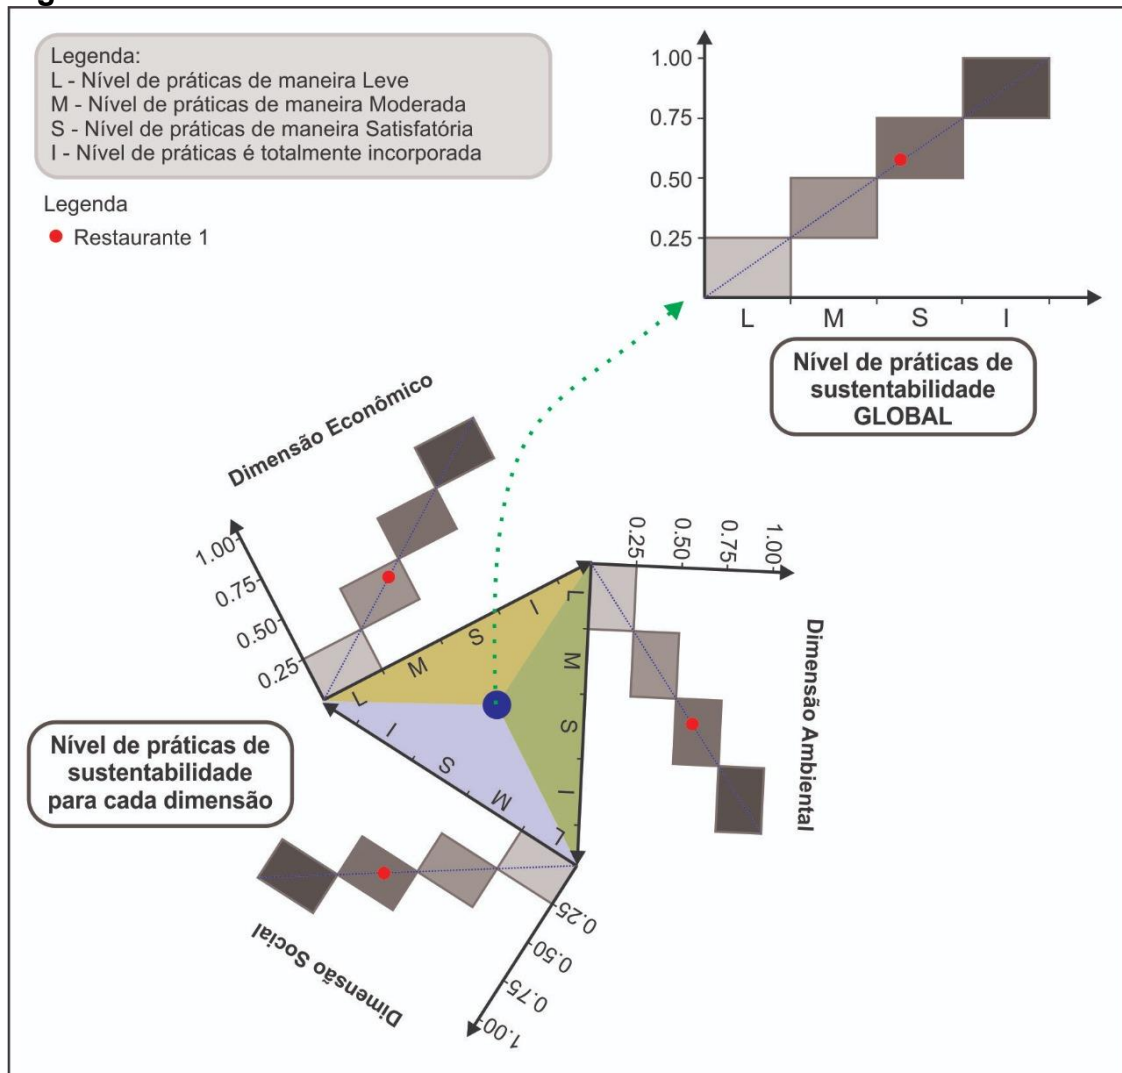 Legenda:
L - Nível de práticas de maneira Leve
M - Nível de práticas de maneira Moderada
S - Nível de práticas de maneira Satisfatória
I - Nível de práticas é totalmente incorporada
Legenda
Restaurante 1
1.00
0.75
0.50
0.25
L M S I
Nível de práticas de
sustentabilidade
GLOBAL
Dimensão Econômico
1.00
0.75
0.50
0.25
L M S I
0.25 0.50 0.75 1.00
L
M
S
I
Dimensão Ambiental
Nível de práticas de
sustentabilidade
para cada dimensão
L M S I
0.25
0.50
0.75
1.00
Dimensão Social